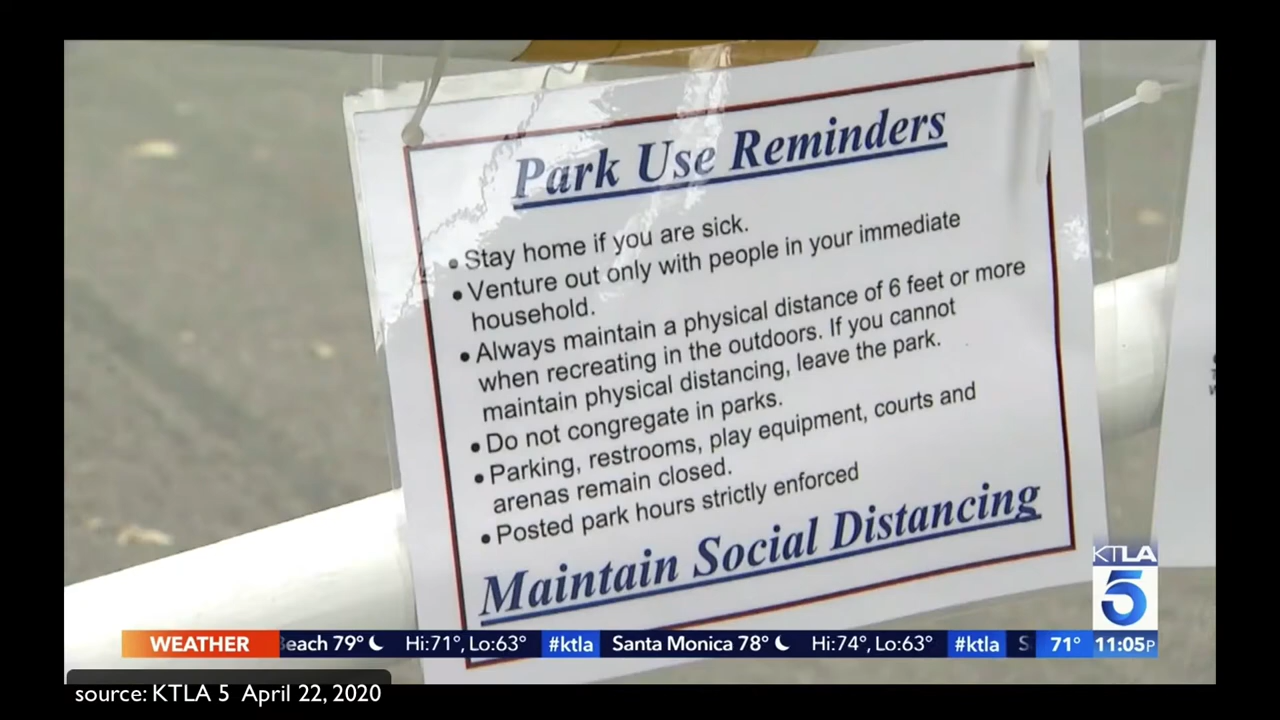 Park Use Reminders
• Stay home if you are sick.
• Venture out only with people in your immediate
household.
• Always maintain a physical distance of 6 feet or more
when recreating in the outdoors. If you cannot
maintain physical distancing, leave the park.
• Do not congregate in parks.
• Parking, restrooms, play equipment, courts and
arenas remain closed.
• Posted park hours strictly enforced
Maintain Social Distancing
KTLA
5
WEATHER each 79° Hi:71°, Lo:63° #ktla Santa Monica 78° Hi:74°, Lo:63° #ktla S 71° 11:05P
source: KTLA 5 April 22, 2020